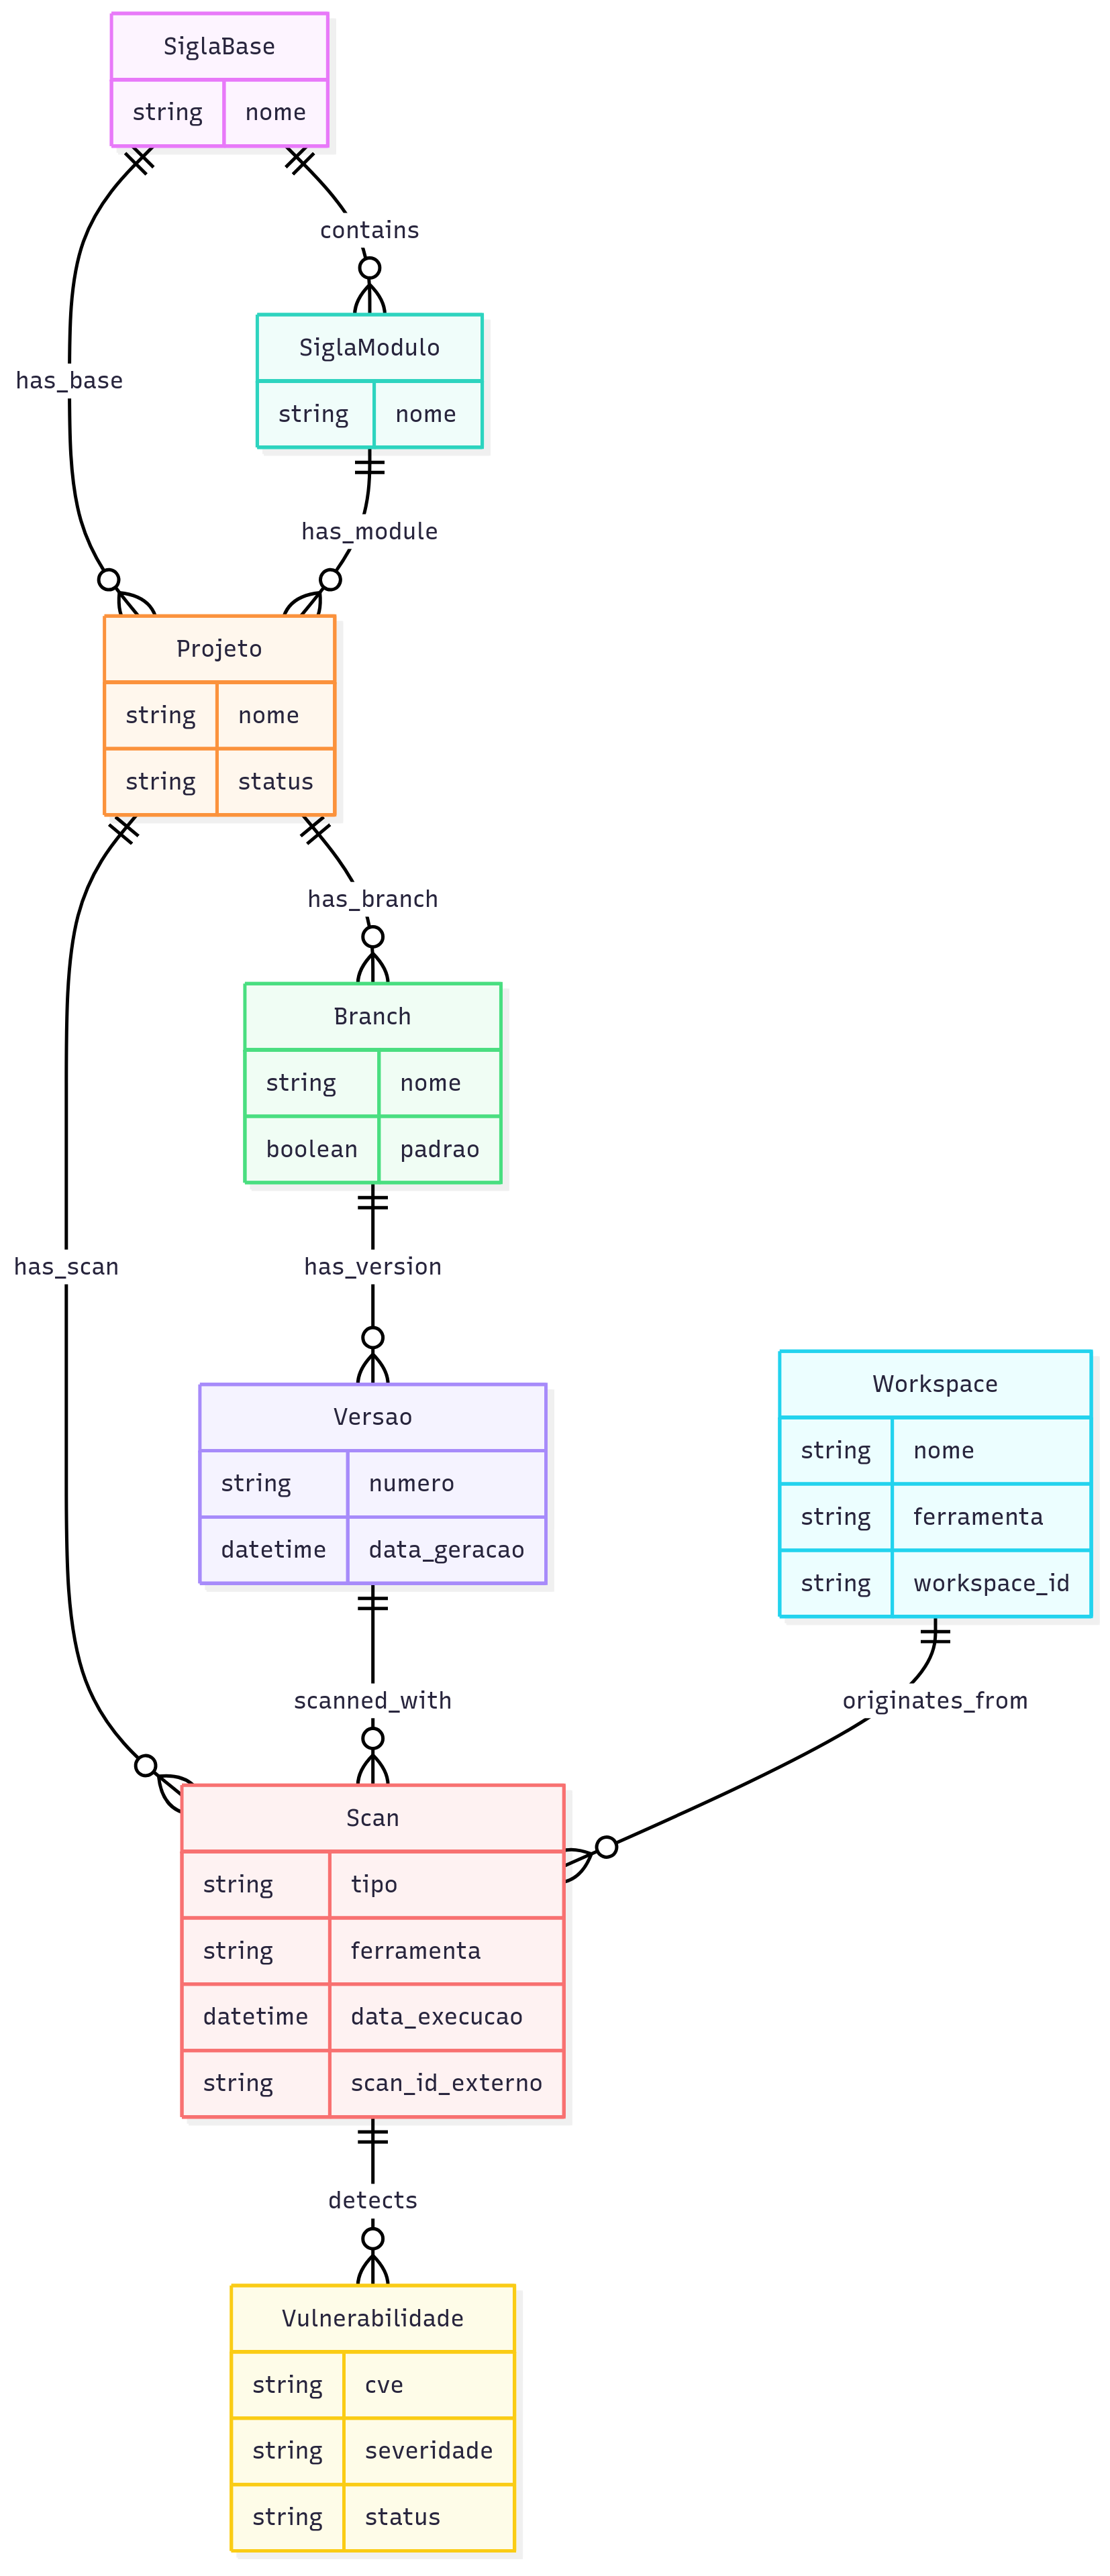 SiglaBase
string nome
contains
SiglaModulo
has_base
string nome
has_module
Projeto
string nome
string status
has_branch
Branch
string nome
boolean padrao
has_scan
has_version
Workspace
Versao
string nome
string numero
string ferramenta
datetime data_geracao
string workspace_id
scanned_with
originates_from
Scan
string tipo
string ferramenta
datetime data_execucao
string scan_id_externo
detects
Vulnerabilidade
string cve
string severidade
string status